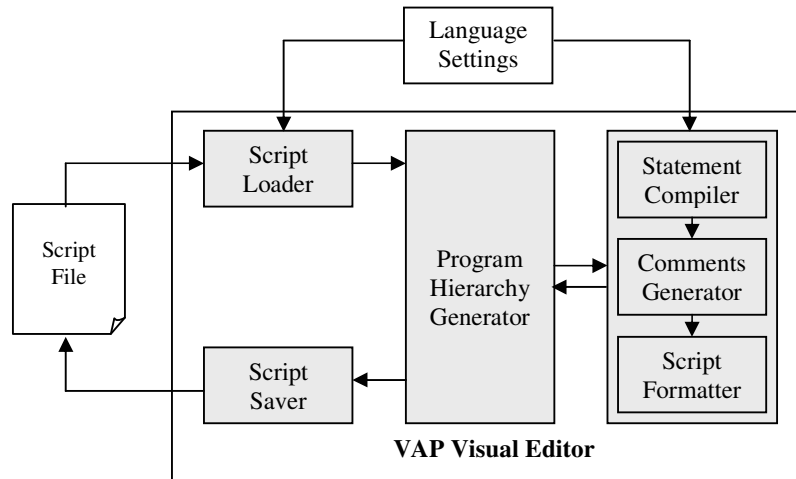 Language
Settings
Script
Loader
Statement
Compiler
Script
File
Program
Hierarchy
Generator
Comments
Generator
Script
Saver
Script
Formatter
VAP Visual Editor